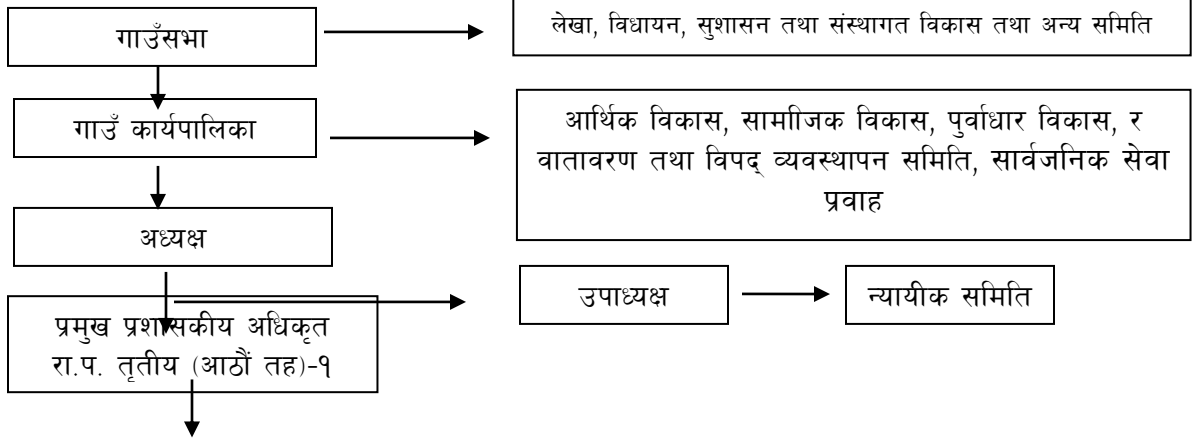 गाउँसभा
लेखा, विधायन, सुशासन तथा संस्थागत विकास तथा अन्य समिति
गाउँ कार्यपालिका
आर्थिक विकास, सामाीजक विकास, पुर्वाधार विकास, र
वातावरण तथा विपद् व्यवस्थापन समिति, सार्वजनिक सेवा
प्रवाह
अध्यक्ष
उपाध्यक्ष
न्यायीक समिति
प्रमुख प्रशासकीय अधिकृत
रा.प. तृतीय (आठौं तह)-१